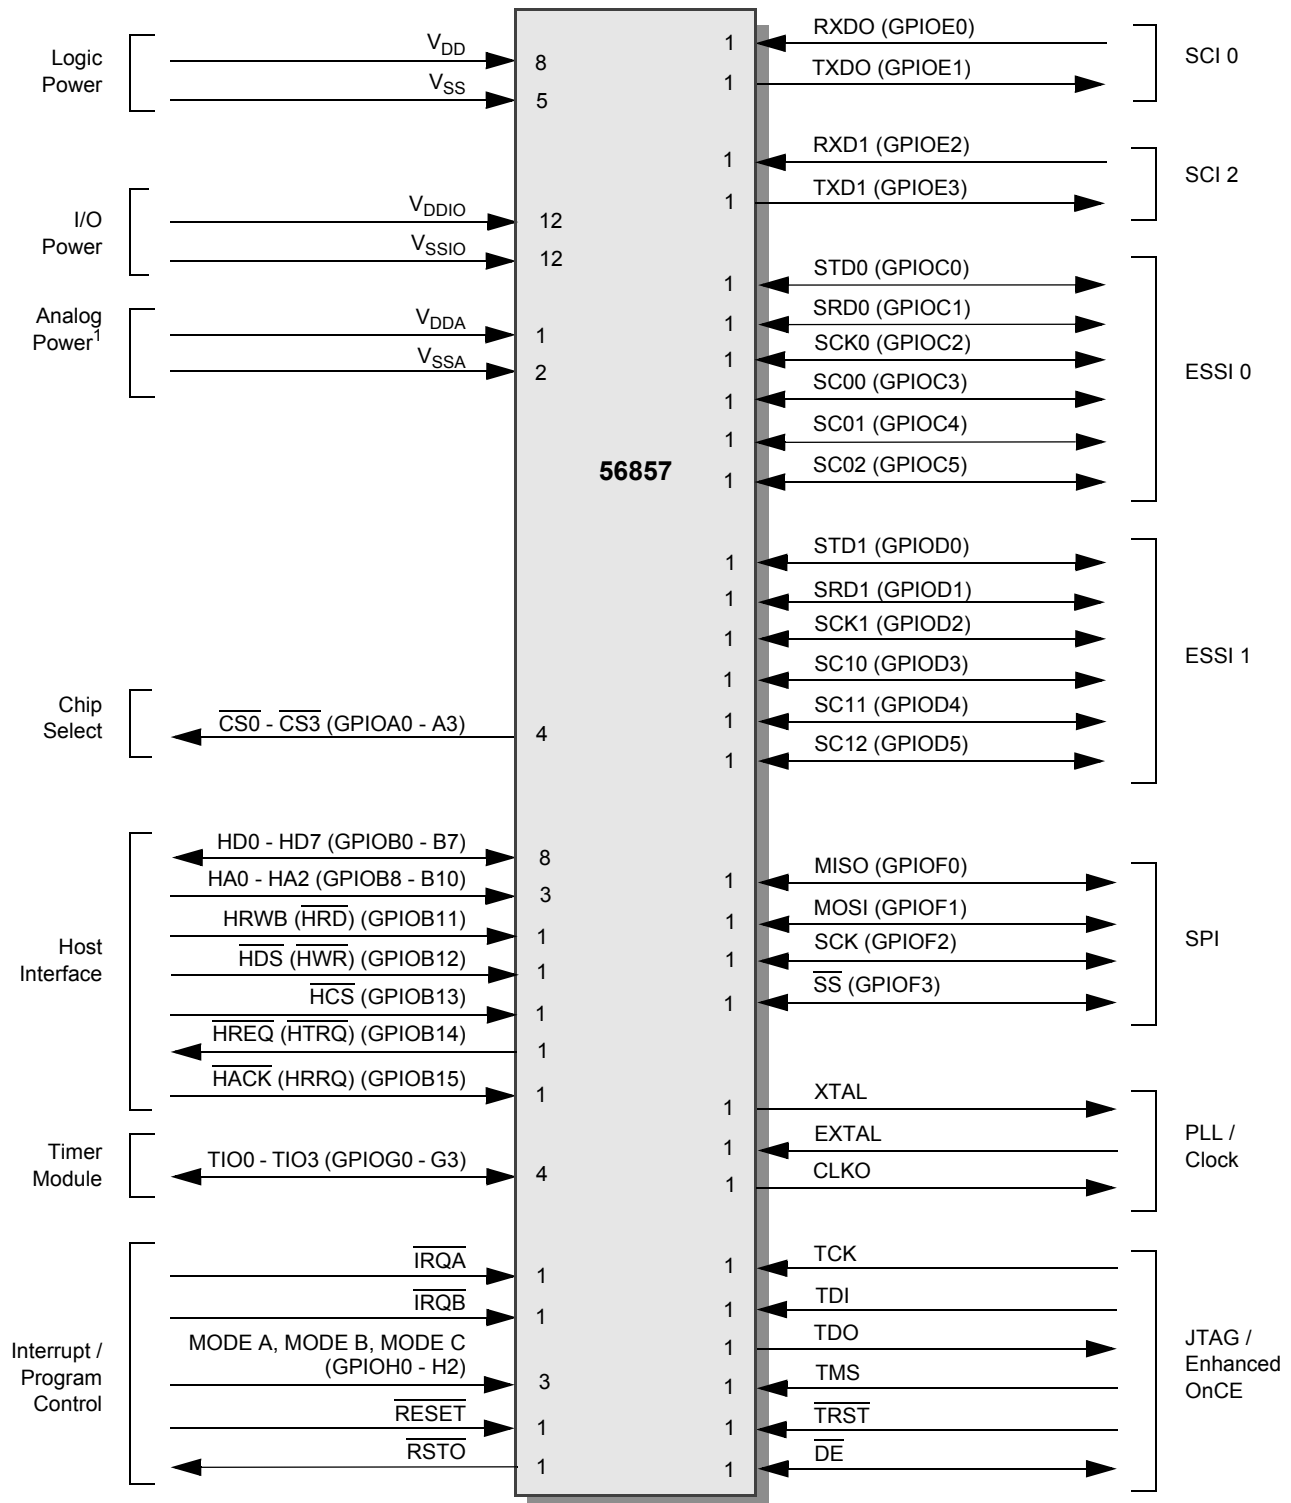 Logic
Power
VDD
8
VSS
5
I/O
Power
VDDIO
12
VSSIO
12
Analog
Power1
VDDA
1
VSSA
2
56857
Chip
Select
CS0 - CS3 (GPIOA0 - A3)
4
Host
Interface
HD0 - HD7 (GPIOB0 - B7)
8
HA0 - HA2 (GPIOB8 - B10)
3
HRWB (HRD) (GPIOB11)
1
HDS (HWR) (GPIOB12)
1
HCS (GPIOB13)
1
HREQ (HTRQ) (GPIOB14)
1
HACK (HRRQ) (GPIOB15)
1
Timer
Module
TIO0 - TIO3 (GPIOG0 - G3)
4
Interrupt /
Program
Control
IRQA
1
IRQB
1
MODE A, MODE B, MODE C
(GPIOH0 - H2)
3
RESET
1
RSTO
1
1
RXDO (GPIOE0)
1
TXDO (GPIOE1)
SCI 0
1
RXD1 (GPIOE2)
1
TXD1 (GPIOE3)
SCI 2
1
STD0 (GPIOC0)
1
SRD0 (GPIOC1)
1
SCK0 (GPIOC2)
1
SC00 (GPIOC3)
1
SC01 (GPIOC4)
1
SC02 (GPIOC5)
ESSI 0
1
STD1 (GPIOD0)
1
SRD1 (GPIOD1)
1
SCK1 (GPIOD2)
1
SC10 (GPIOD3)
1
SC11 (GPIOD4)
1
SC12 (GPIOD5)
ESSI 1
1
MISO (GPIOF0)
1
MOSI (GPIOF1)
1
SCK (GPIOF2)
1
SS (GPIOF3)
SPI
1
XTAL
1
EXTAL
1
CLKO
PLL /
Clock
1
TCK
1
TDI
1
TDO
1
TMS
1
TRST
1
DE
JTAG /
Enhanced
OnCE